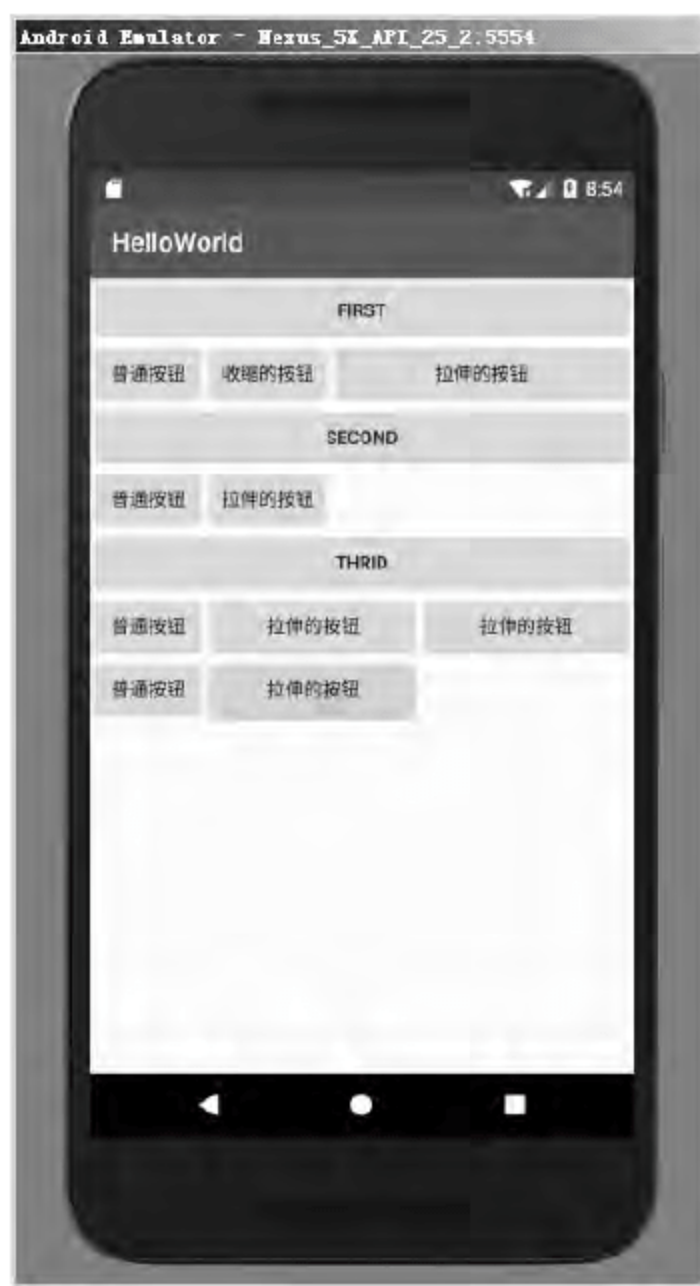 Android Emulator - Nexus_5X_API_25_2:5554
8:54
HelloWorld
FIRST
普通按钮 收缩的按钮 拉伸的按钮
SECOND
普通按钮 拉伸的按钮
THRID
普通按钮 拉伸的按钮 拉伸的按钮
普通按钮 拉伸的按钮